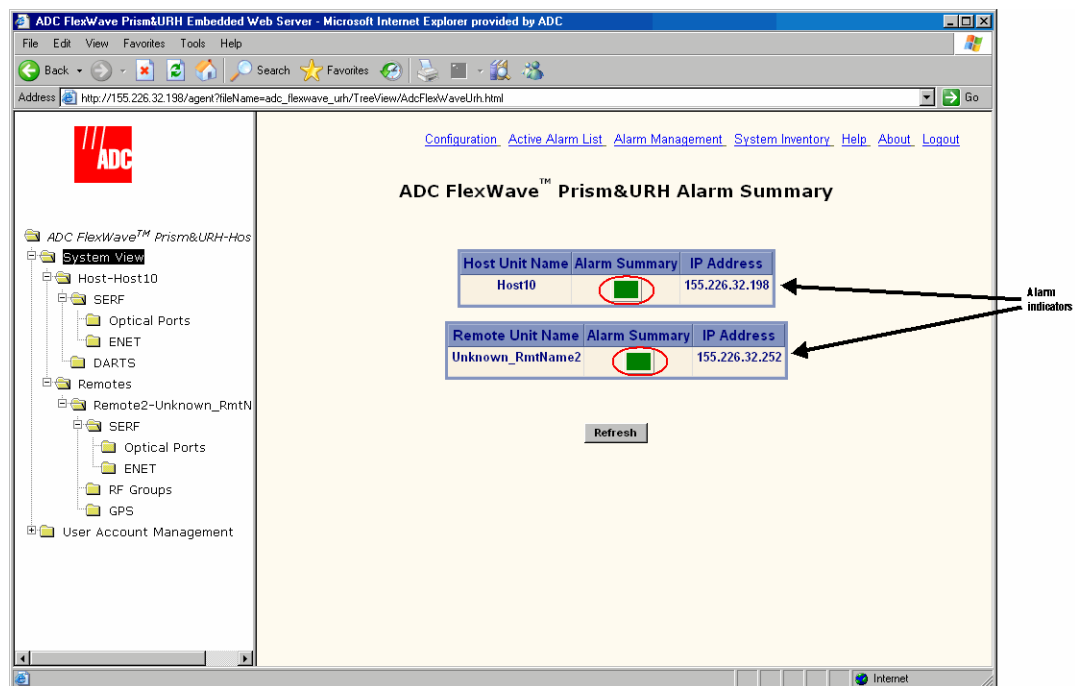 ADC FlexWave Prism&URH Embedded Web Server - Microsoft Internet Explorer provided by ADC
File Edit View Favorites Tools Help
Back Search Favorites
Address http://155.226.32.198/agent?fileName=adc_flexwave_urh/TreeView/AdcFlexWaveUrh.html Go
ADC
Configuration Active Alarm List Alarm Management System Inventory Help About Logout
ADC FlexWave™ Prism&URH Alarm Summary
ADC FlexWave™ Prism&URH-Hos
System View
Host-Host10
SERF
Optical Ports
ENET
DARTS
Remotes
Remote2-Unknown_RmtN
SERF
Optical Ports
ENET
RF Groups
GPS
User Account Management
Host Unit Name Alarm Summary IP Address
Host10 155.226.32.198
Remote Unit Name Alarm Summary IP Address
Unknown_RmtName2 155.226.32.252
Refresh
Alarm
indicators
Internet